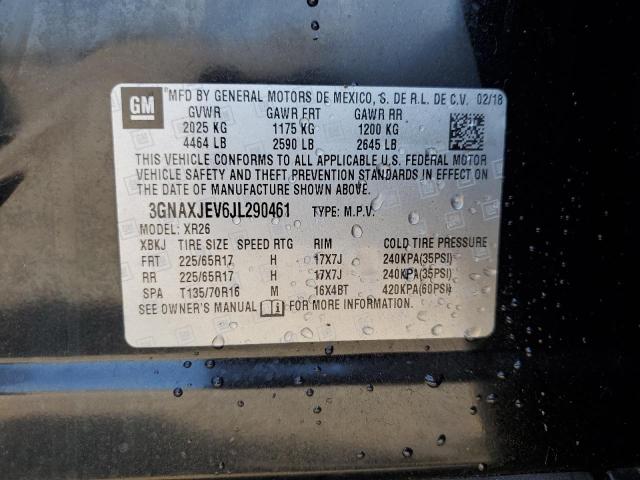 GM
MFD BY GENERAL MOTORS DE MEXICO, S. DE R.L. DE C.V. 02/18
GVWR GAWR FRT GAWR RR
2025 KG 1175 KG 1200 KG
4464 LB 2590 LB 2645 LB
THIS VEHICLE CONFORMS TO ALL APPLICABLE U.S. FEDERAL MOTOR
VEHICLE SAFETY AND THEFT PREVENTION STANDARDS IN EFFECT ON
THE DATE OF MANUFACTURE SHOWN ABOVE.
3GNAXJEV6JL290461 TYPE: M.P.V.
MODEL: XR26
XBKJ TIRE SIZE SPEED RTG RIM COLD TIRE PRESSURE
FRT 225/65R17 H 17X7J 240KPA(35PSI)
RR 225/65R17 H 17X7J 240KPA(35PSI)
SPA T135/70R16 M 16X4BT 420KPA(60PSI)
SEE OWNER'S MANUAL FOR MORE INFORMATION.